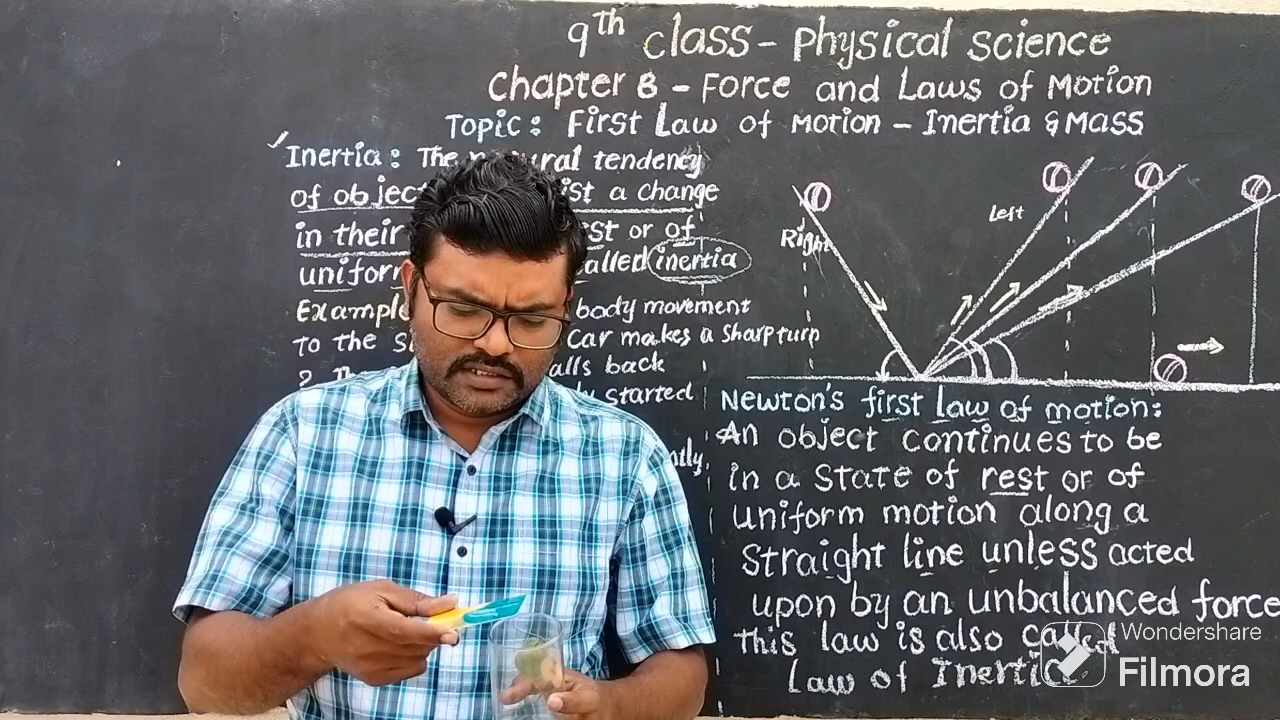 9th class - Physical science
Chapter 8 - Force and Laws of Motion
Topic: First Law of Motion - Inertia & Mass
Inertia: The natural tendency
of object ist a change
in their st or of
uniform called inertia
Example body movement
to the s Car makes a sharp turn
alls back
started
Right
Left
Newton's first law of motion:
An object continues to be
in a state of rest or of
uniform motion along a
straight line unless acted
upon by an unbalanced force
This law is also called
Law of Inertia
Wondershare
Filmora